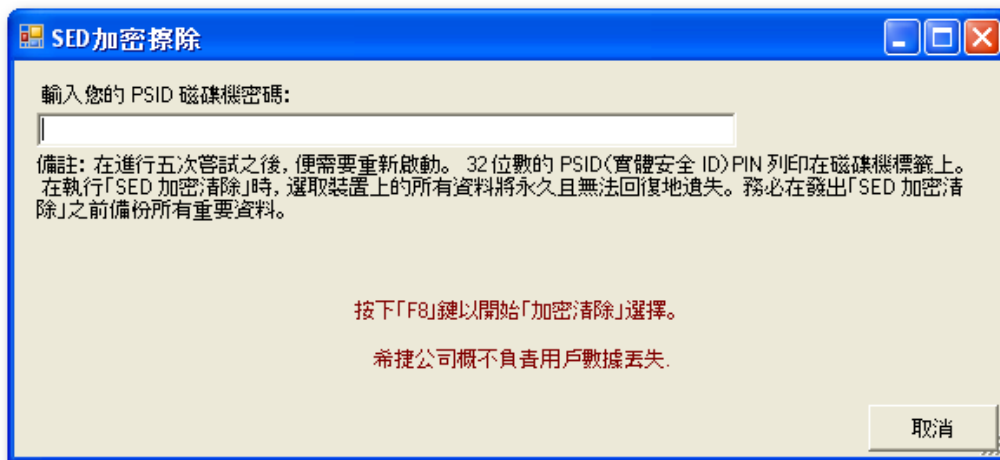 SED加密擦除
輸入您的 PSID 磁碟機密碼:
備註: 在進行五次嘗試之後, 便需要重新啟動。 32 位數的 PSID(實體安全 ID)PIN 列印在磁碟機標籤上。
在執行「SED 加密清除」時, 選取裝置上的所有資料將永久且無法回復地遺失。務必在發出「SED 加密清
除」之前備份所有重要資料。
按下「F8」鍵以開始「加密清除」選擇。
希捷公司概不負責用戶數據丟失.
取消